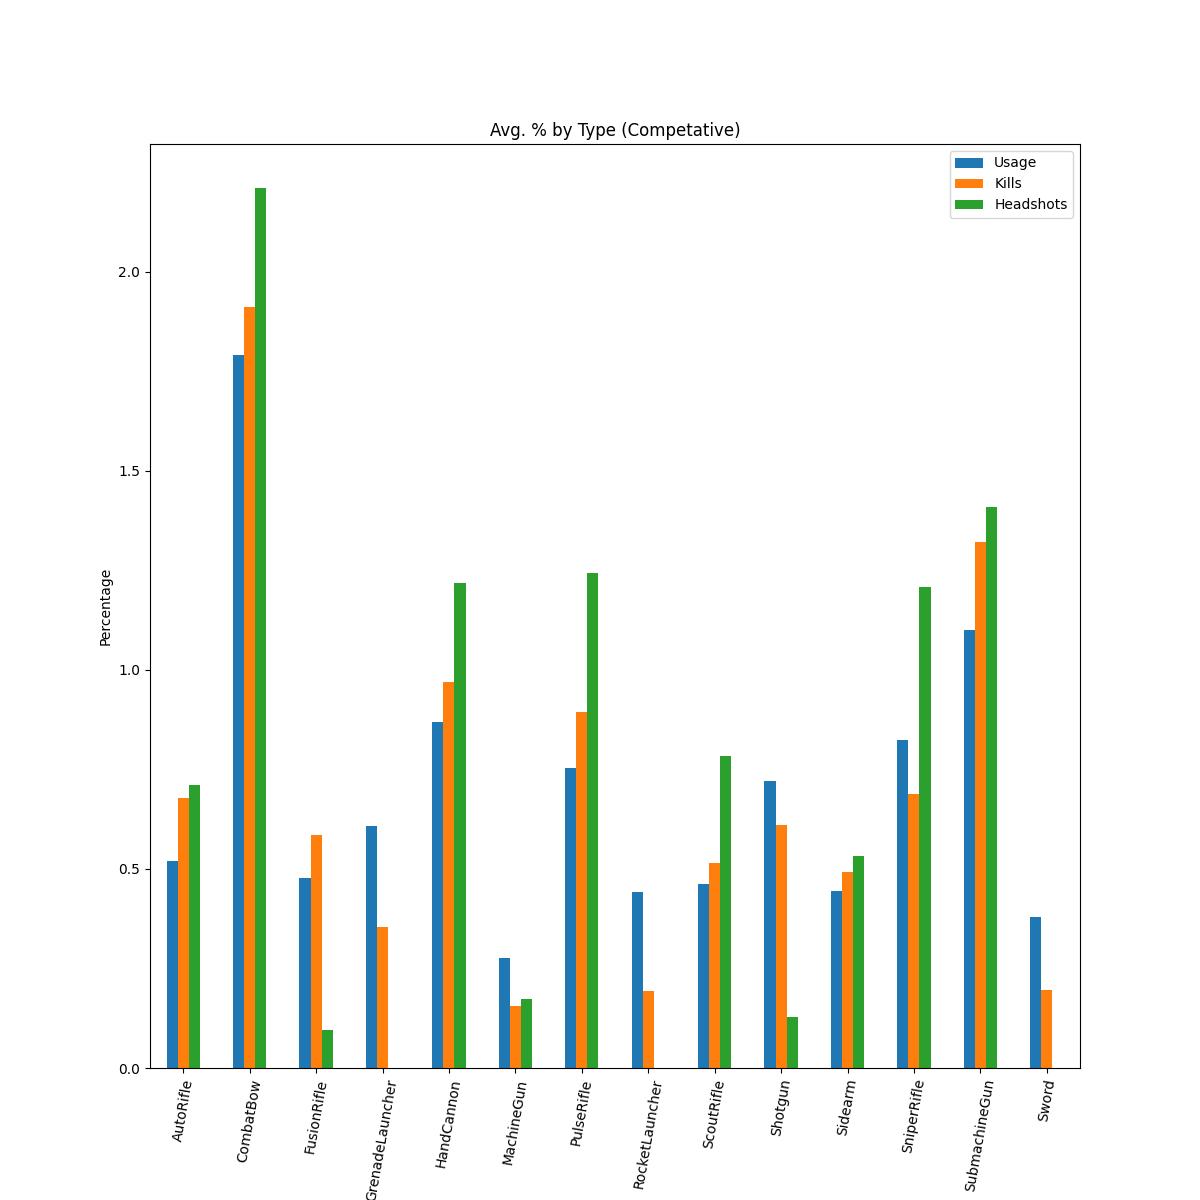 Avg. % by Type (Competative)
Usage
Kills
Headshots
2.0
1.5
1.0
0.5
0.0
Percentage
AutoRifle
CombatBow
FusionRifle
GrenadeLauncher
HandCannon
MachineGun
PulseRifle
RocketLauncher
ScoutRifle
Shotgun
Sidearm
SniperRifle
SubmachineGun
Sword